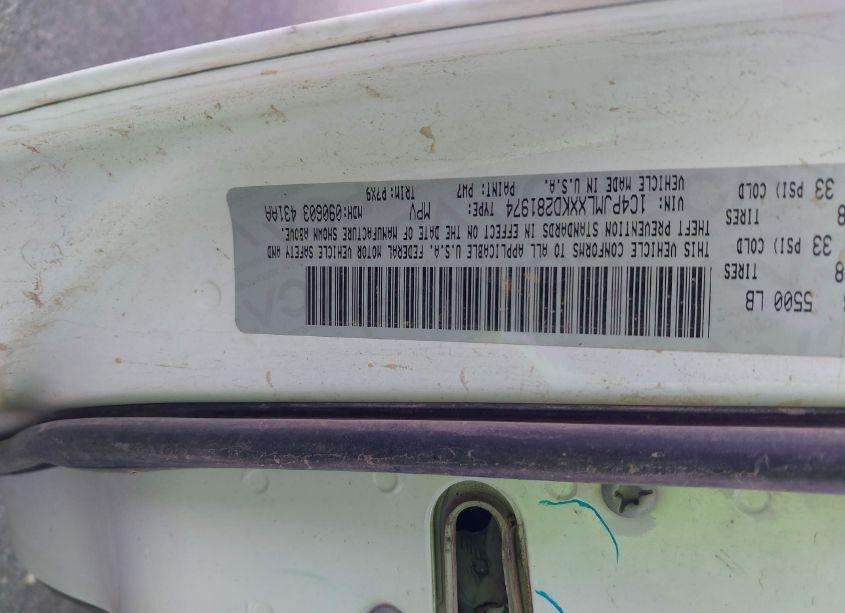 5500 LB
TIRES
33 PSI) COLD
TIRES
33 PSI) COLD
THIS VEHICLE CONFORMS TO ALL APPLICABLE U.S.A. FEDERAL MOTOR VEHICLE SAFETY AND
THEFT PREVENTION STANDARDS IN EFFECT ON THE DATE OF MANUFACTURE SHOWN ABOVE.
VIN: 1C4PJMLXXKD281974 TYPE: MPV MDH:090603 431AA
PAINT: PW7 TRIM:P7X9
VEHICLE MADE IN U.S.A.